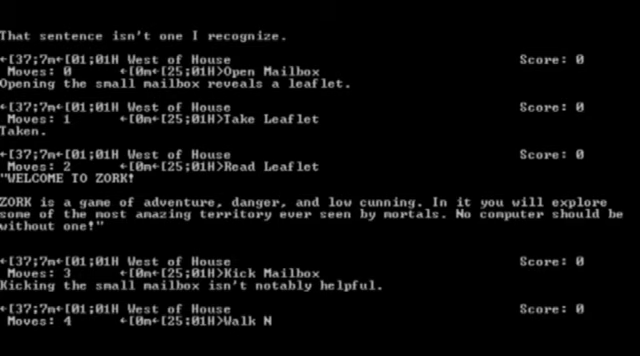 That sentence isn't one I recognize.
←[37;7m←[01;01H West of House Score: 0
Moves: 0 ←[0m←[25;01H>Open Mailbox
Opening the small mailbox reveals a leaflet.
←[37;7m←[01;01H West of House Score: 0
Moves: 1 ←[0m←[25;01H>Take Leaflet
Taken.
←[37;7m←[01;01H West of House Score: 0
Moves: 2 ←[0m←[25;01H>Read Leaflet
"WELCOME TO ZORK!
ZORK is a game of adventure, danger, and low cunning. In it you will explore
some of the most amazing territory ever seen by mortals. No computer should be
without one!"
←[37;7m←[01;01H West of House Score: 0
Moves: 3 ←[0m←[25;01H>Kick Mailbox
Kicking the small mailbox isn't notably helpful.
←[37;7m←[01;01H West of House Score: 0
Moves: 4 ←[0m←[25;01H>Walk N